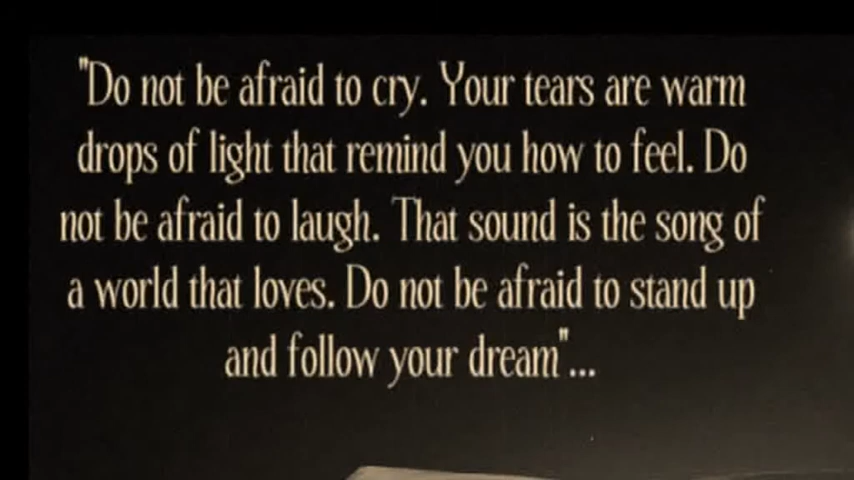 "Do not be afraid to cry. Your tears are warm
drops of light that remind you how to feel. Do
not be afraid to laugh. That sound is the song of
a world that loves. Do not be afraid to stand up
and follow your dream"...